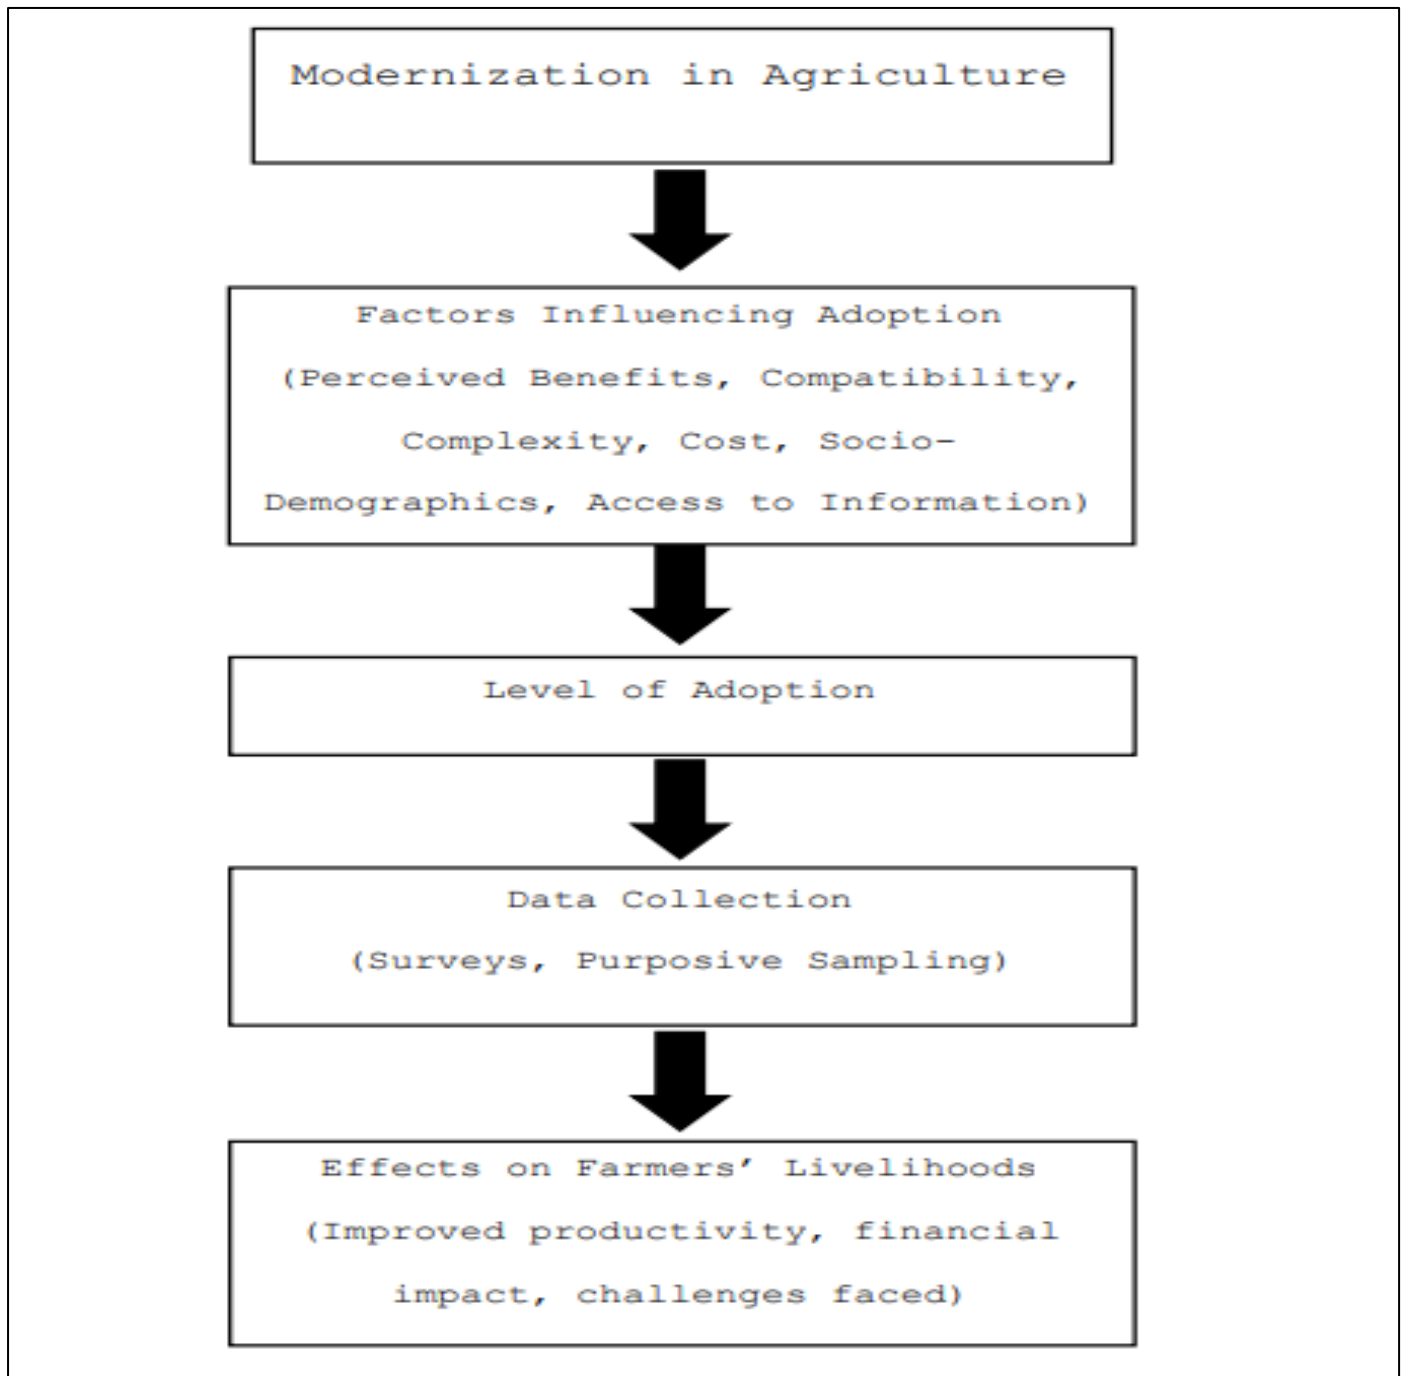 Modernization in Agriculture
Factors Influencing Adoption
(Perceived Benefits, Compatibility,
Complexity, Cost, Socio-
Demographics, Access to Information)
Level of Adoption
Data Collection
(Surveys, Purposive Sampling)
Effects on Farmers’ Livelihoods
(Improved productivity, financial
impact, challenges faced)